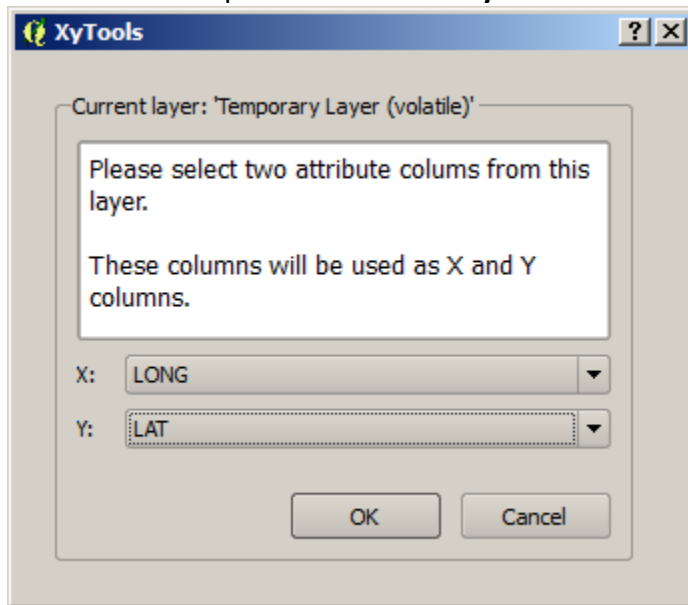 XyTools
Current layer: 'Temporary Layer (volatile)'
Please select two attribute colums from this
layer.
These columns will be used as X and Y
columns.
X: LONG
Y: LAT
OK Cancel